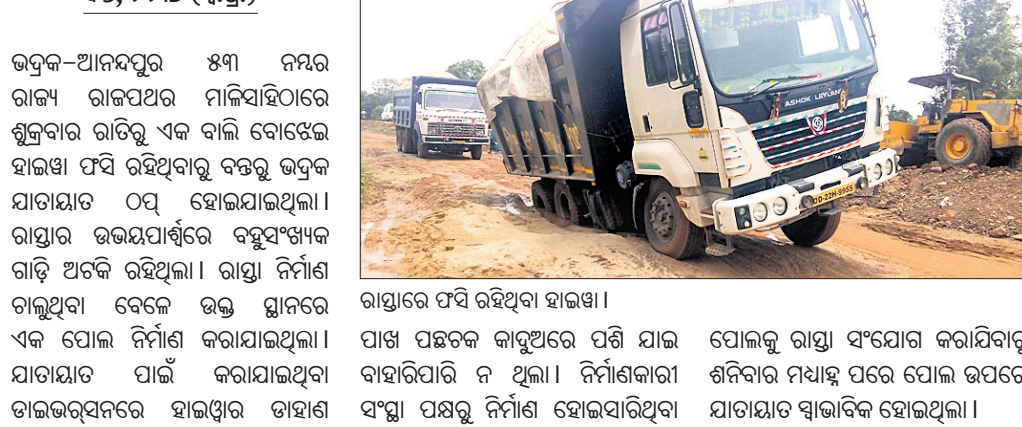 ଭଦ୍ରକ-ଆନନ୍ଦପୁର ୫୩ ନମ୍ବର
ରାଜ୍ୟ ରାଜପଥର ମାଳିସାହିଠାରେ
ଶୁକ୍ରବାର ରାତିରୁ ଏକ ବାଲି ବୋଝେଇ
ହାଇୱା ଫସି ରହିଥିବାରୁ ବନ୍ତରୁ ଭଦ୍ରକ
ଯାତାୟାତ ଠପ୍ ହୋଇଯାଇଥିଲା।
ରାସ୍ତାର ଉଭୟପାର୍ଶ୍ୱରେ ବହୁସଂଖ୍ୟକ
ଗାଡ଼ି ଅଟକି ରହିଥିଲା। ରାସ୍ତା ନିର୍ମାଣ
ଚାଲୁଥିବା ବେଳେ ଉକ୍ତ ସ୍ଥାନରେ
ଏକ ପୋଲ ନିର୍ମାଣ କରାଯାଇଥିଲା।
ଯାତାୟାତ ପାଇଁ କରାଯାଇଥିବା
ଡାଇଭର୍ସନରେ ହାଇୱାର ଡାହାଣ
ASHOK LEYLAND
OD-22H-9955
ରାସ୍ତାରେ ଫସି ରହିଥିବା ହାଇୱା।
ପାଖ ପଛଚକ କାଦୁଅରେ ପଶି ଯାଇ
ବାହାରିପାରି ନ ଥିଲା। ନିର୍ମାଣକାରୀ
ସଂସ୍ଥା ପକ୍ଷରୁ ନିର୍ମାଣ ହୋଇସାରିଥିବା
ପୋଲକୁ ରାସ୍ତା ସଂଯୋଗ କରାଯିବାରୁ
ଶନିବାର ମଧ୍ୟାହ୍ନ ପରେ ପୋଲ ଉପରେ
ଯାତାୟାତ ସ୍ୱାଭାବିକ ହୋଇଥିଲା।